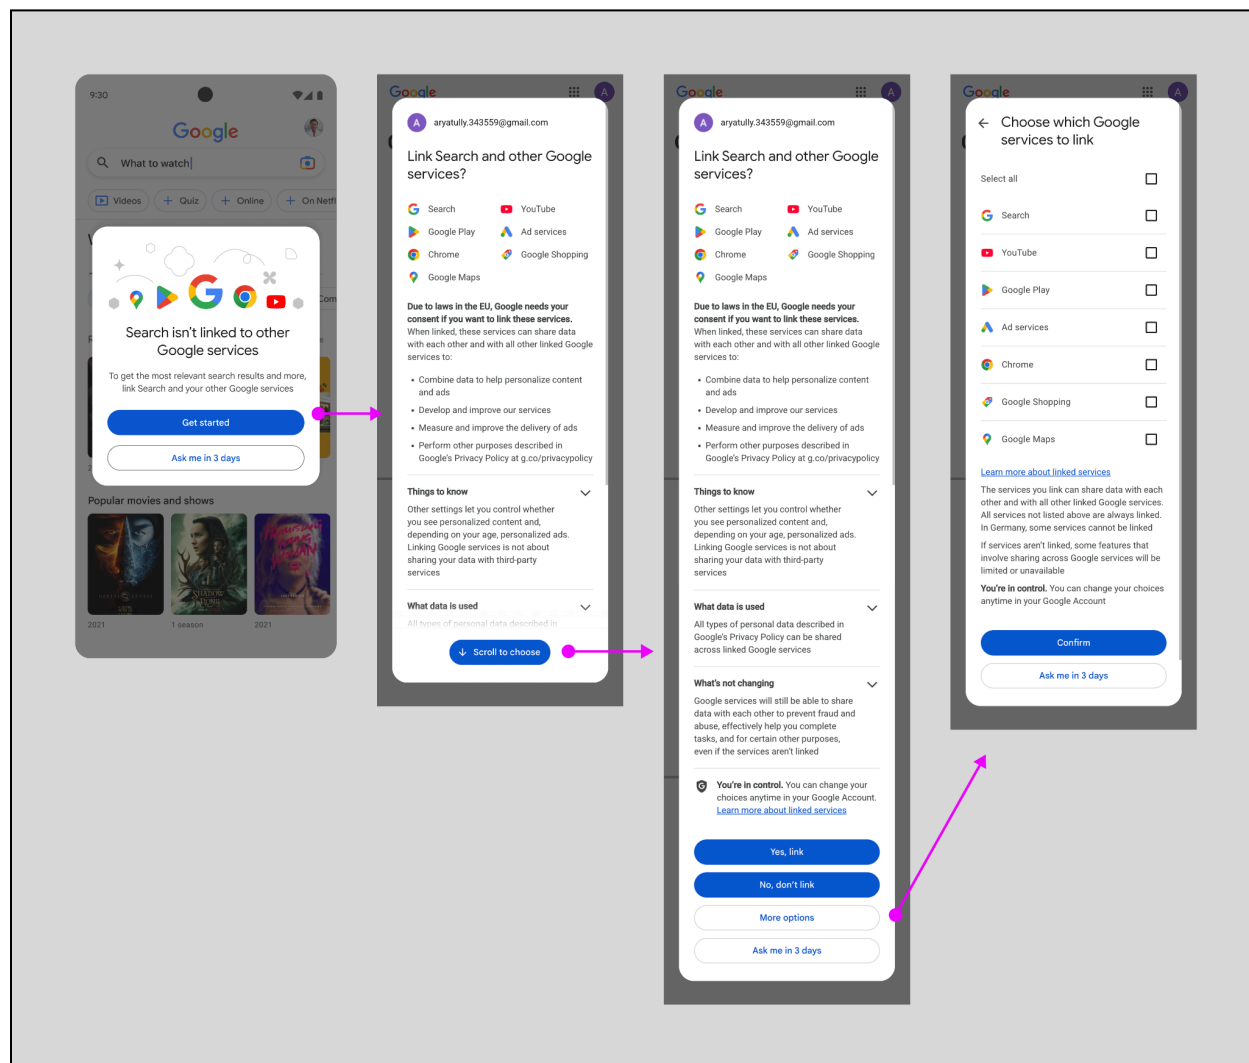 9:30
Google
What to watch
Videos
+ Quiz
+ Online
+ On Netfl
Com
Search isn't linked to other
Google services
To get the most relevant search results and more,
link Search and your other Google services
Get started
Ask me in 3 days
Popular movies and shows
SHADOW
2021
1 season
2021
Google
A
A aryatully.343559@gmail.com
Link Search and other Google
services?
Search
YouTube
Google Play
Ad services
Chrome
Google Shopping
Google Maps
Due to laws in the EU, Google needs your
consent if you want to link these services.
When linked, these services can share data
with each other and with all other linked Google
services to:
• Combine data to help personalize content
and ads
• Develop and improve our services
• Measure and improve the delivery of ads
• Perform other purposes described in
Google's Privacy Policy at g.co/privacypolicy
Things to know
Other settings let you control whether
you see personalized content and,
depending on your age, personalized ads.
Linking Google services is not about
sharing your data with third-party
services
What data is used
All types of personal data described in
Scroll to choose
Google
A
A aryatully.343559@gmail.com
Link Search and other Google
services?
Search
YouTube
Google Play
Ad services
Chrome
Google Shopping
Google Maps
Due to laws in the EU, Google needs your
consent if you want to link these services.
When linked, these services can share data
with each other and with all other linked Google
services to:
• Combine data to help personalize content
and ads
• Develop and improve our services
• Measure and improve the delivery of ads
• Perform other purposes described in
Google's Privacy Policy at g.co/privacypolicy
Things to know
Other settings let you control whether
you see personalized content and,
depending on your age, personalized ads.
Linking Google services is not about
sharing your data with third-party
services
What data is used
All types of personal data described in
Google's Privacy Policy can be shared
across linked Google services
What's not changing
Google services will still be able to share
data with each other to prevent fraud and
abuse, effectively help you complete
tasks, and for certain other purposes,
even if the services aren't linked
You're in control. You can change your
choices anytime in your Google Account.
Learn more about linked services
Yes, link
No, don't link
More options
Ask me in 3 days
Google
A
Choose which Google
services to link
Select all
Search
YouTube
Google Play
Ad services
Chrome
Google Shopping
Google Maps
Learn more about linked services
The services you link can share data with each
other and with all other linked Google services.
All services not listed above are always linked.
In Germany, some services cannot be linked
If services aren't linked, some features that
involve sharing across Google services will be
limited or unavailable
You're in control. You can change your choices
anytime in your Google Account
Confirm
Ask me in 3 days